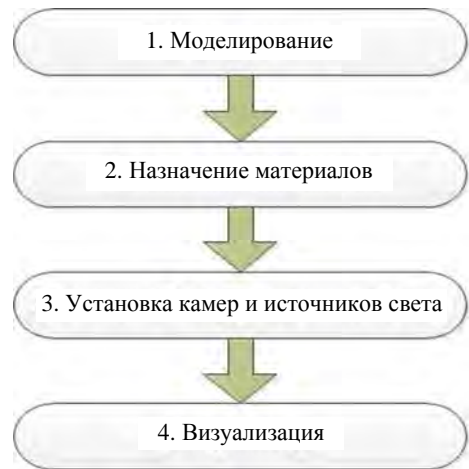 1. Моделирование
2. Назначение материалов
3. Установка камер и источников света
4. Визуализация